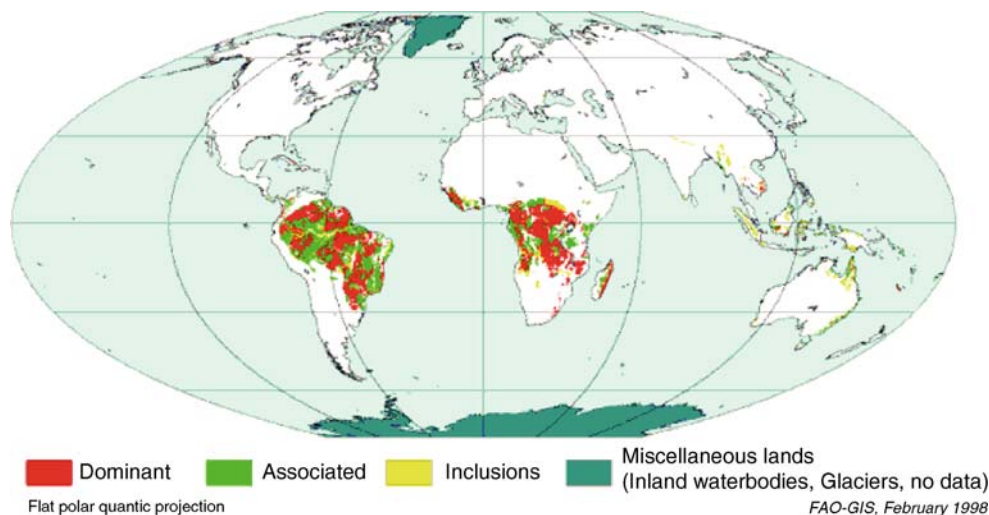 Dominant
Associated
Inclusions
Miscellaneous lands
(Inland waterbodies, Glaciers, no data)
Flat polar quantic projection
FAO-GIS, February 1998